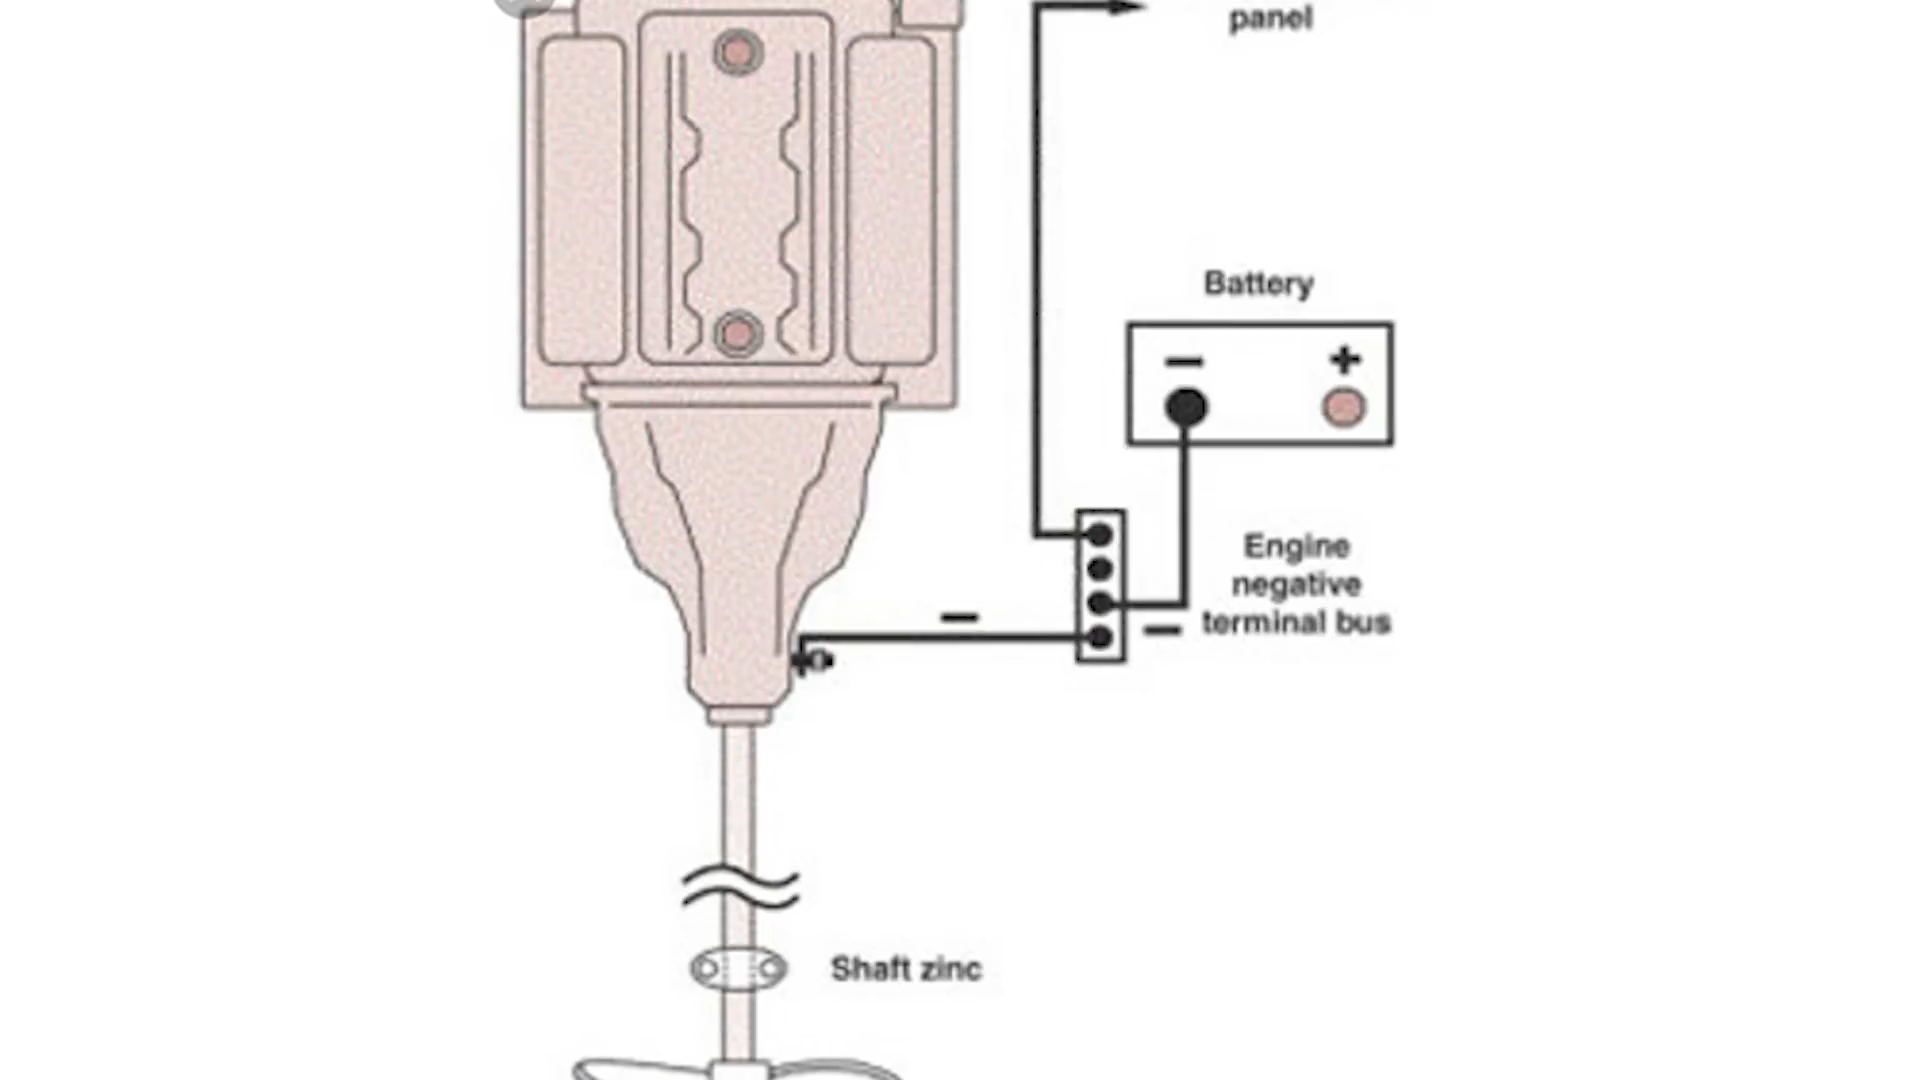 panel
Battery
− +
Engine
negative
terminal bus
−
−
Shaft zinc